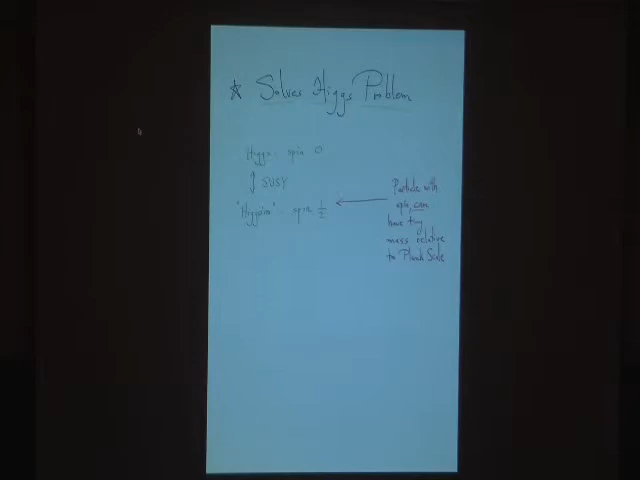 * Solves Higgs Problem
Higgs - spin 0
↕ SUSY
"Higgsino" - spin 1/2
←
Particle with
spin, can
have tiny
mass relative
to Planck Scale